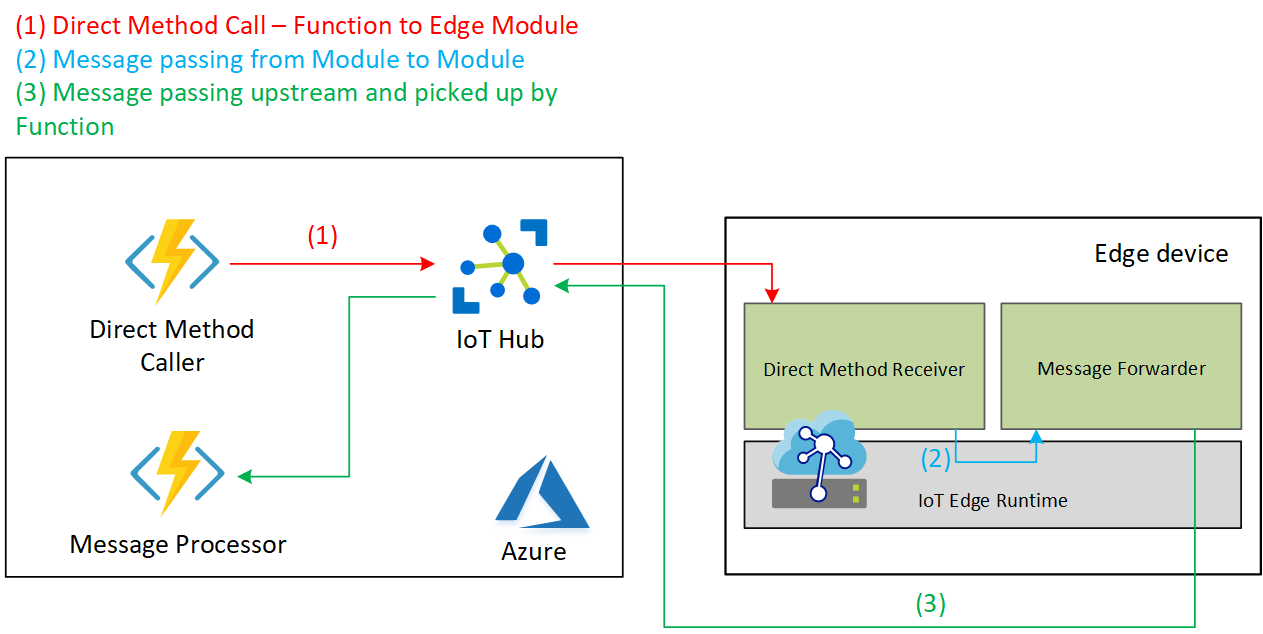 (1) Direct Method Call – Function to Edge Module
(2) Message passing from Module to Module
(3) Message passing upstream and picked up by
Function
(1)
Edge device
Direct Method
Caller
IoT Hub
Direct Method Receiver
Message Forwarder
(2)
IoT Edge Runtime
Message Processor
Azure
(3)